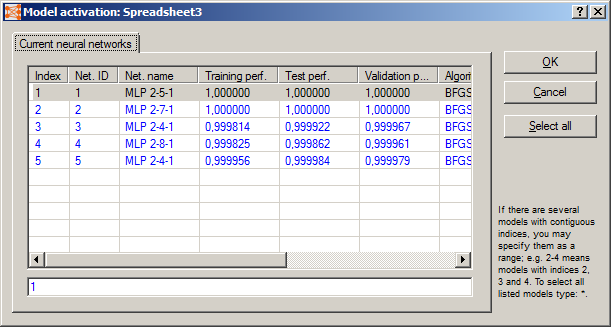 Model activation: Spreadsheet3
Current neural networks
Index Net. ID Net. name Training perf. Test perf. Validation p... Algorit
1 1 MLP 2-5-1 1,000000 1,000000 1,000000 BFGS
2 2 MLP 2-7-1 1,000000 1,000000 1,000000 BFGS
3 3 MLP 2-4-1 0,999814 0,999922 0,999967 BFGS
4 4 MLP 2-8-1 0,999825 0,999862 0,999961 BFGS
5 5 MLP 2-4-1 0,999956 0,999984 0,999979 BFGS
1
OK
Cancel
Select all
If there are several
models with contiguous
indices, you may
specify them as a
range; e.g. 2-4 means
models with indices 2,
3 and 4. To select all
listed models type: *.